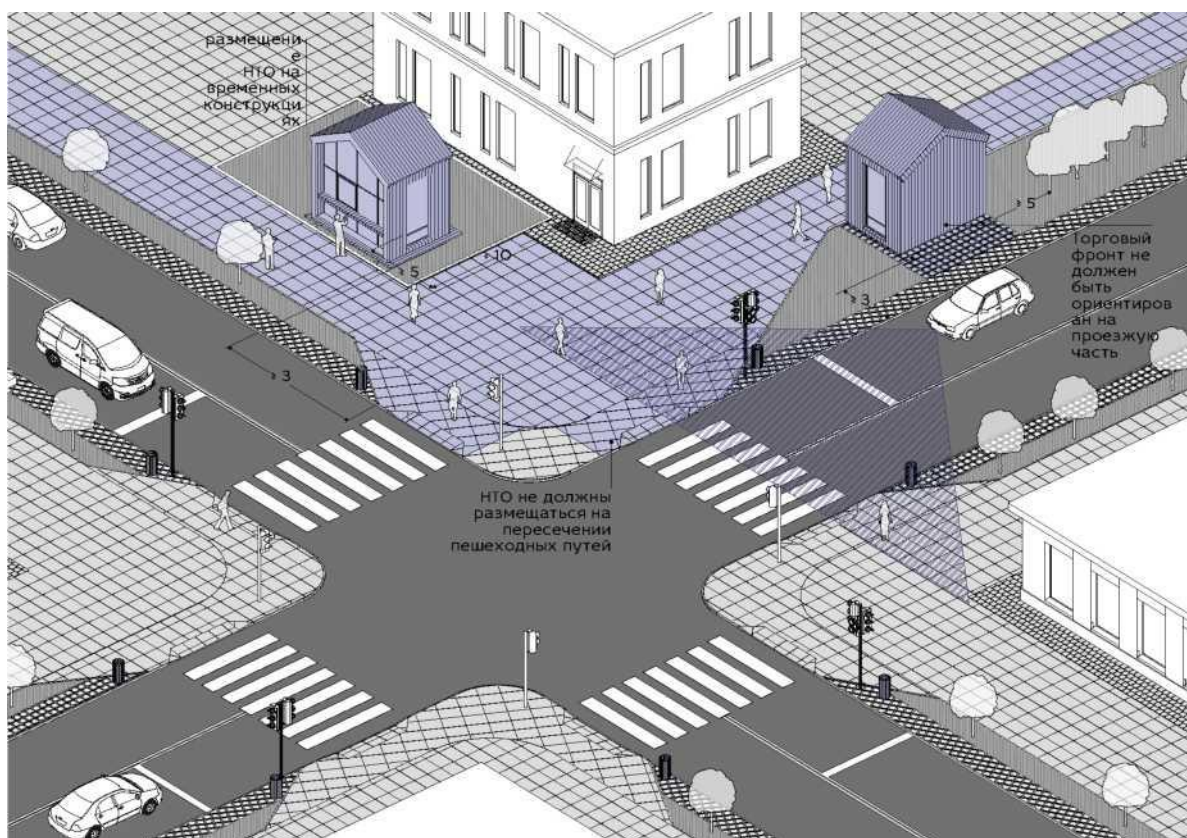 размещени
е
НТО на
временных
конструкци
ях
≥ 5
≥ 10
≥ 5
≥ 3
Торговый
фронт не
должен
быть
ориентиров
ан на
проезжую
часть
≥ 3
НТО не должны
размещаться на
пересечении
пешеходных путей